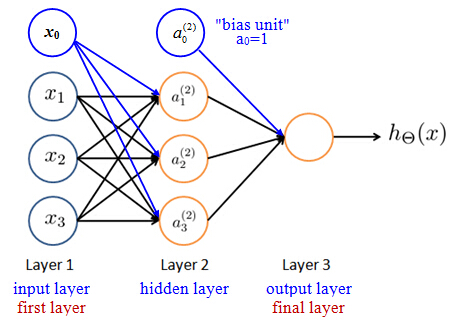 x₀ a₀⁽²⁾ "bias unit"
a₀=1
x₁ a₁⁽²⁾
x₂ a₂⁽²⁾ h_Θ(x)
x₃ a₃⁽²⁾
Layer 1 Layer 2 Layer 3
input layer hidden layer output layer
first layer final layer